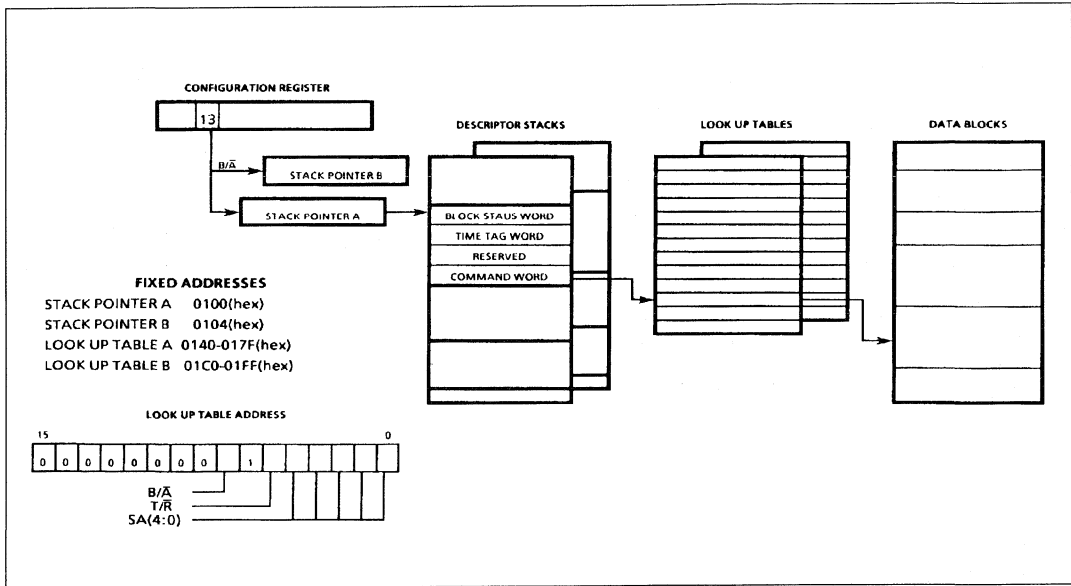 CONFIGURATION REGISTER
13
B/A̅
STACK POINTER B
STACK POINTER A
DESCRIPTOR STACKS
BLOCK STAUS WORD
TIME TAG WORD
RESERVED
COMMAND WORD
LOOK UP TABLES
DATA BLOCKS
FIXED ADDRESSES
STACK POINTER A 0100(hex)
STACK POINTER B 0104(hex)
LOOK UP TABLE A 0140-017F(hex)
LOOK UP TABLE B 01C0-01FF(hex)
LOOK UP TABLE ADDRESS
15 0
0 0 0 0 0 0 0 0 1
B/A̅
T/R̅
SA(4:0)